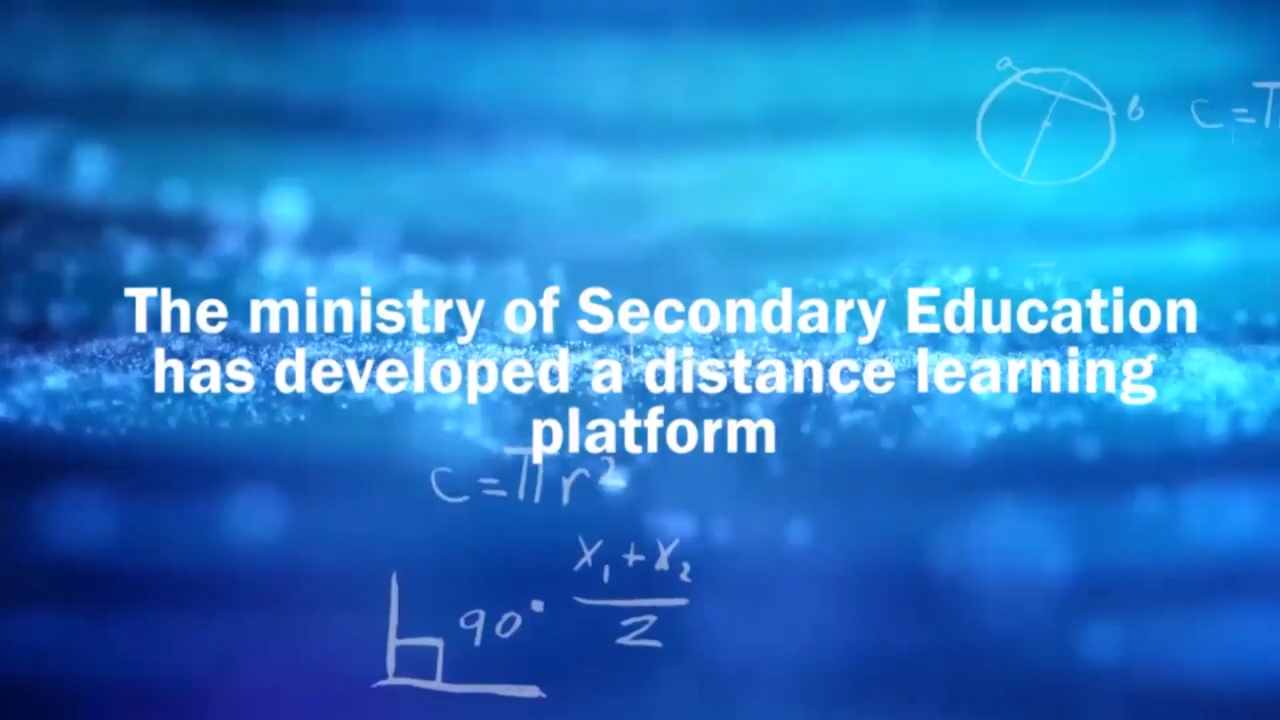 a
b
C=π
The ministry of Secondary Education
has developed a distance learning
platform
C=πr²
90°
X₁+X₂
2